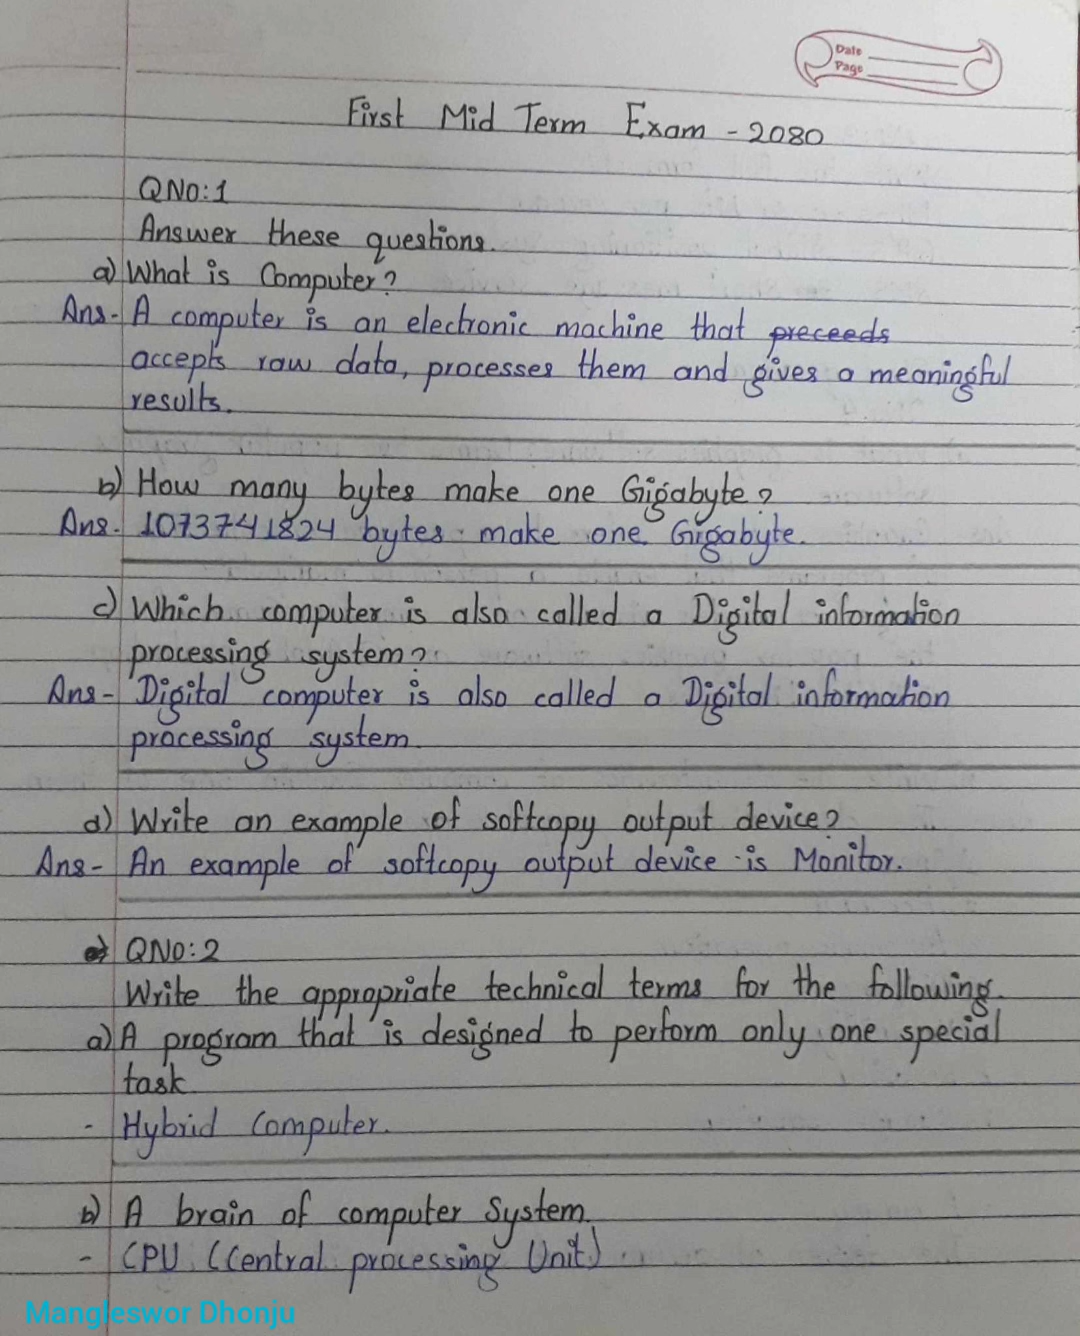 Date
Page
First Mid Term Exam - 2080
QNo:1
Answer these questions.
a) What is Computer?
Ans- A computer is an electronic machine that preceeds
accepts raw data, processes them and gives a meaningful
results.
b) How many bytes make one Gigabyte?
Ans- 1073741824 bytes make one Gigabyte.
c) Which computer is also called a Digital information
processing system?
Ans- Digital computer is also called a Digital information
processing system.
d) Write an example of softcopy output device?
Ans- An example of softcopy output device is Monitor.
QNo:2
Write the appropriate technical terms for the following.
a) A program that is designed to perform only one special
task
- Hybrid Computer.
b) A brain of computer System.
- CPU (Central processing Unit)
Mangleswor Dhonju